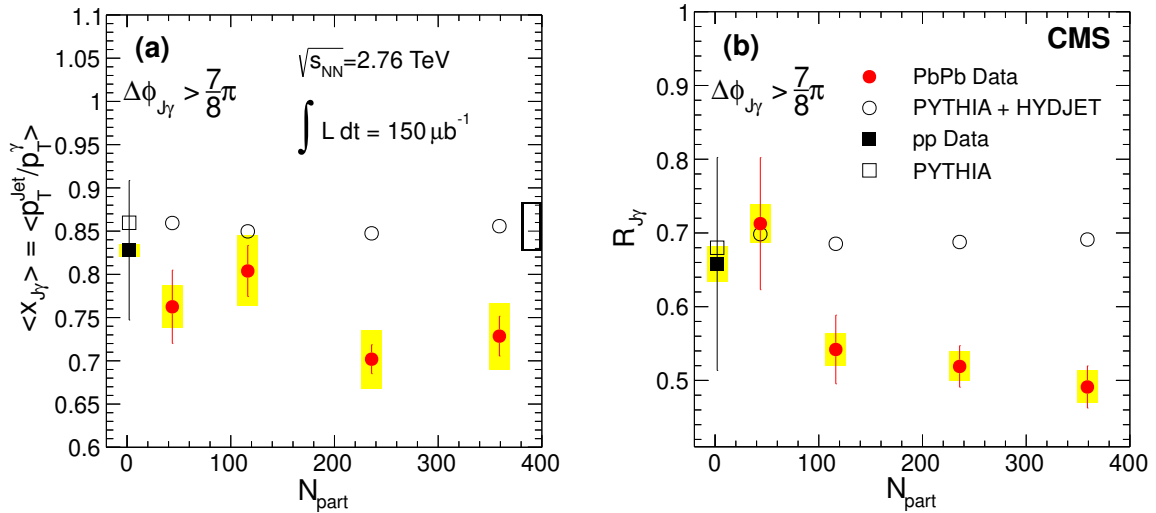 (a)
√s_NN=2.76 TeV
Δϕ_Jγ > 7/8 π
∫ L dt = 150 μb⁻¹
<x_Jγ> = <p_T^Jet/p_T^γ>
1.1
1.05
1
0.95
0.9
0.85
0.8
0.75
0.7
0.65
0.6
0 100 200 300 400
N_part
(b)
CMS
Δϕ_Jγ > 7/8 π
PbPb Data
PYTHIA + HYDJET
pp Data
PYTHIA
R_Jγ
1
0.9
0.8
0.7
0.6
0.5
0 100 200 300 400
N_part